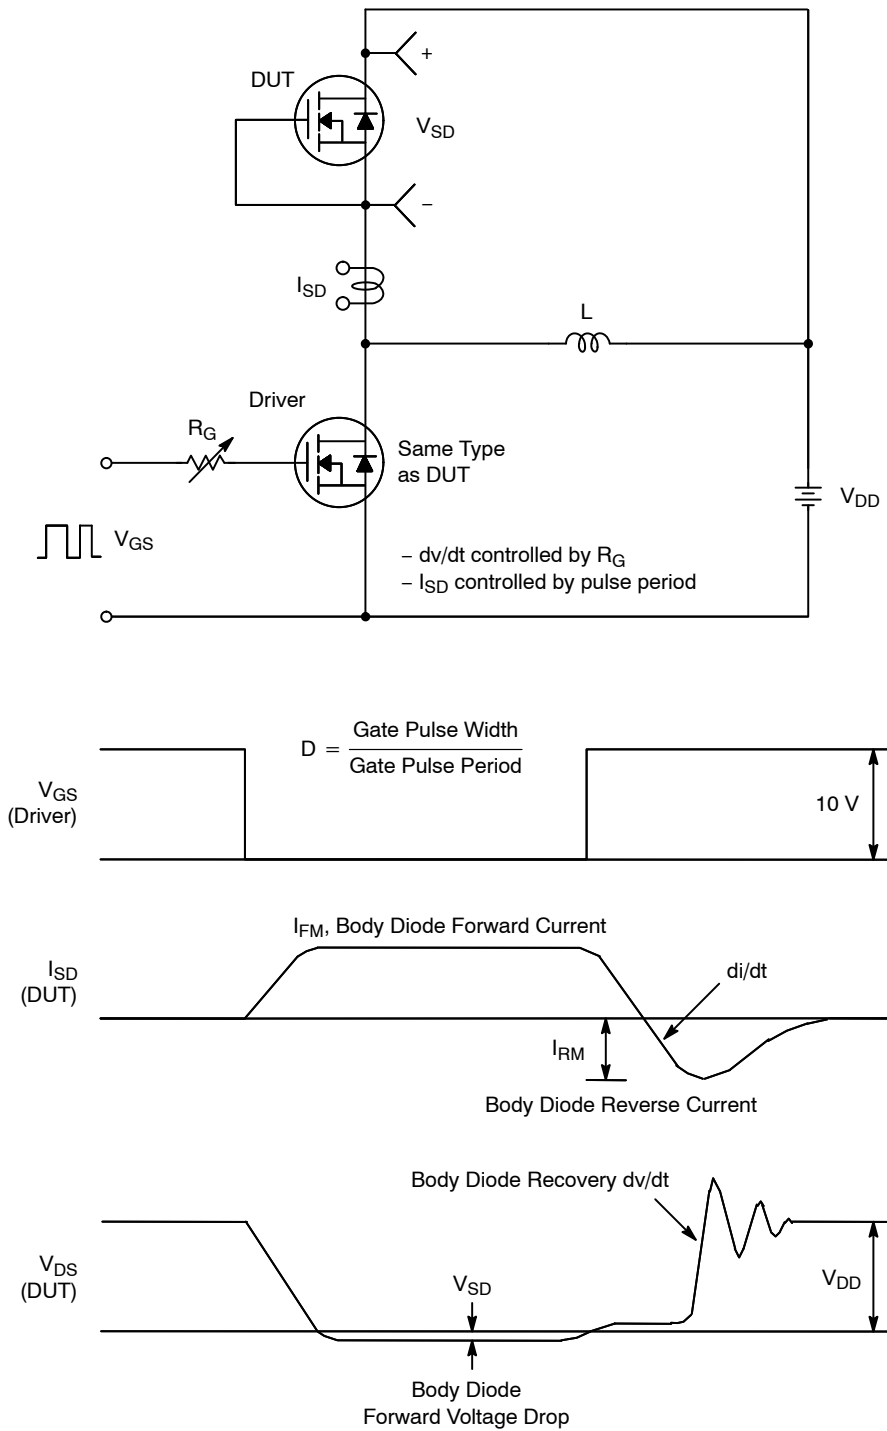 +
DUT
V_SD
−
I_SD
L
Driver
R_G
Same Type
as DUT
V_DD
V_GS
− dv/dt controlled by R_G
− I_SD controlled by pulse period
D = Gate Pulse Width
Gate Pulse Period
V_GS
(Driver)
10 V
I_FM, Body Diode Forward Current
I_SD
(DUT)
di/dt
I_RM
Body Diode Reverse Current
Body Diode Recovery dv/dt
V_DS
(DUT)
V_SD
V_DD
Body Diode
Forward Voltage Drop